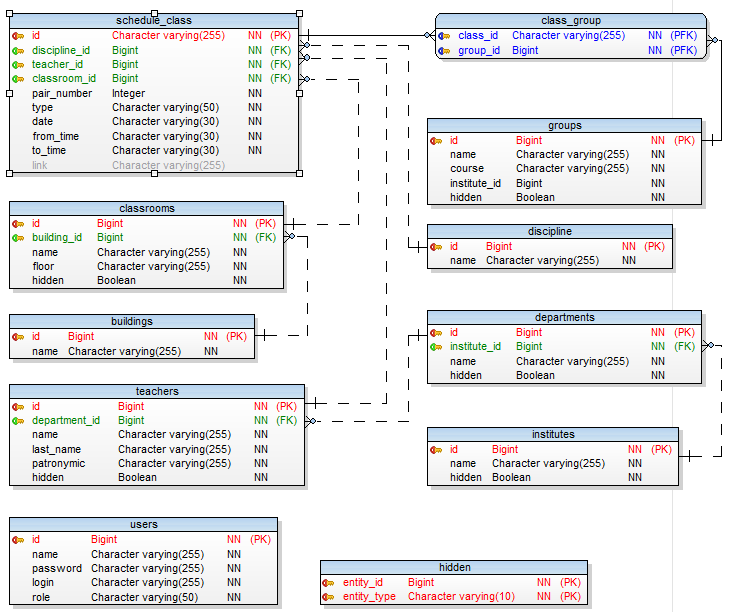 schedule_class
id Character varying(255) NN (PK)
discipline_id Bigint NN (FK)
teacher_id Bigint NN (FK)
classroom_id Bigint NN (FK)
pair_number Integer NN
type Character varying(50) NN
date Character varying(30) NN
from_time Character varying(30) NN
to_time Character varying(30) NN
link Character varying(255)
class_group
class_id Character varying(255) NN (PFK)
group_id Bigint NN (PFK)
groups
id Bigint NN (PK)
name Character varying(255) NN
course Character varying(255) NN
institute_id Bigint NN
hidden Boolean NN
classrooms
id Bigint NN (PK)
building_id Bigint NN (FK)
name Character varying(255) NN
floor Character varying(255) NN
hidden Boolean NN
discipline
id Bigint NN (PK)
name Character varying(255) NN
buildings
id Bigint NN (PK)
name Character varying(255) NN
departments
id Bigint NN (PK)
institute_id Bigint NN (FK)
name Character varying(255) NN
hidden Boolean NN
teachers
id Bigint NN (PK)
department_id Bigint NN (FK)
name Character varying(255) NN
last_name Character varying(255) NN
patronymic Character varying(255) NN
hidden Boolean NN
institutes
id Bigint NN (PK)
name Character varying(255) NN
hidden Boolean NN
users
id Bigint NN (PK)
name Character varying(255) NN
password Character varying(255) NN
login Character varying(255) NN
role Character varying(50) NN
hidden
entity_id Bigint NN (PK)
entity_type Character varying(10) NN (PK)